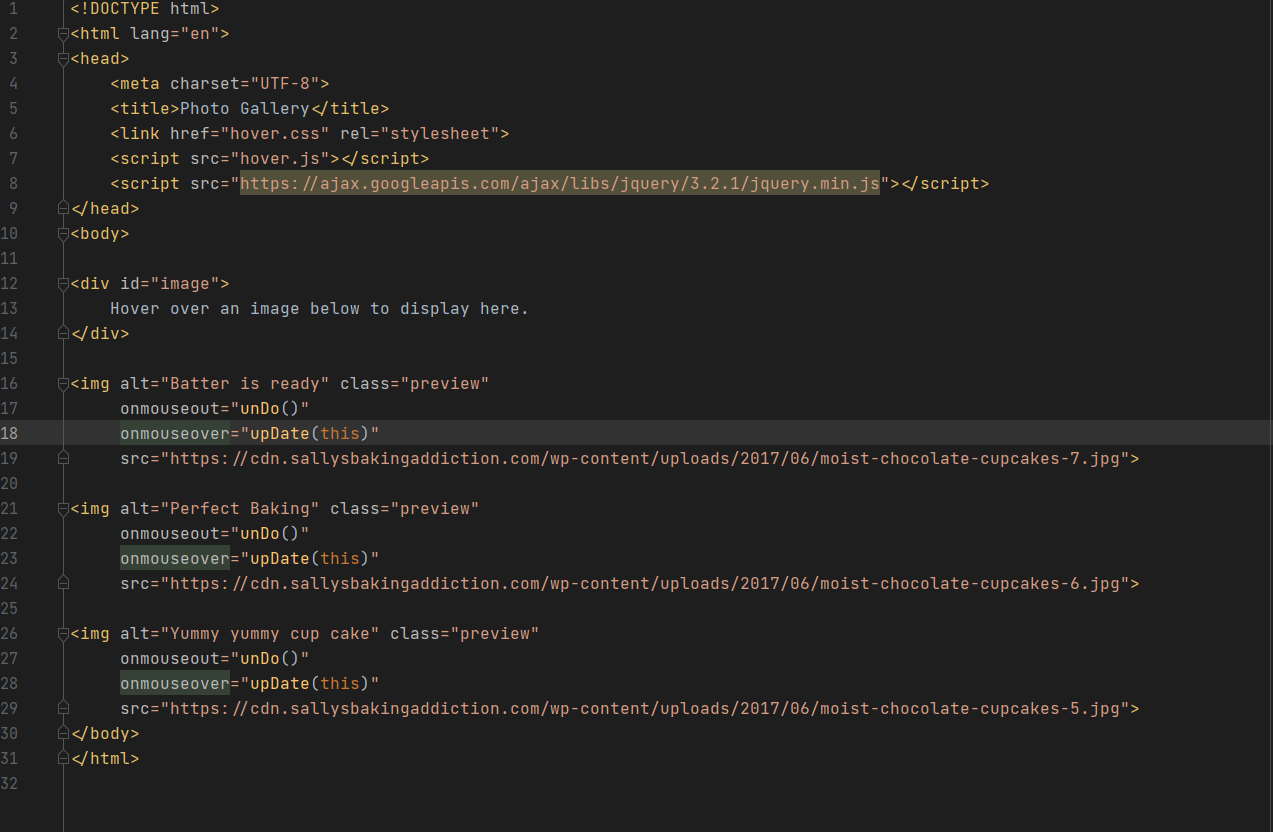 1 <!DOCTYPE html>
2 <html lang="en">
3 <head>
4     <meta charset="UTF-8">
5     <title>Photo Gallery</title>
6     <link href="hover.css" rel="stylesheet">
7     <script src="hover.js"></script>
8     <script src="https://ajax.googleapis.com/ajax/libs/jquery/3.2.1/jquery.min.js"></script>
9 </head>
10 <body>
11
12 <div id="image">
13     Hover over an image below to display here.
14 </div>
15
16 <img alt="Batter is ready" class="preview"
17      onmouseout="unDo()"
18      onmouseover="upDate(this)"
19      src="https://cdn.sallysbakingaddiction.com/wp-content/uploads/2017/06/moist-chocolate-cupcakes-7.jpg">
20
21 <img alt="Perfect Baking" class="preview"
22      onmouseout="unDo()"
23      onmouseover="upDate(this)"
24      src="https://cdn.sallysbakingaddiction.com/wp-content/uploads/2017/06/moist-chocolate-cupcakes-6.jpg">
25
26 <img alt="Yummy yummy cup cake" class="preview"
27      onmouseout="unDo()"
28      onmouseover="upDate(this)"
29      src="https://cdn.sallysbakingaddiction.com/wp-content/uploads/2017/06/moist-chocolate-cupcakes-5.jpg">
30 </body>
31 </html>
32